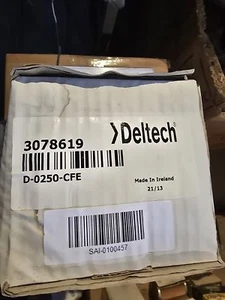 3078619
Deltech
D-0250-CFE
Made In Ireland
21/13
SAI-0100457